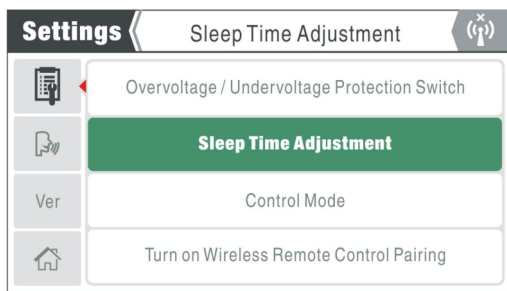 Settings Sleep Time Adjustment
Overvoltage / Undervoltage Protection Switch
Sleep Time Adjustment
Ver Control Mode
Turn on Wireless Remote Control Pairing